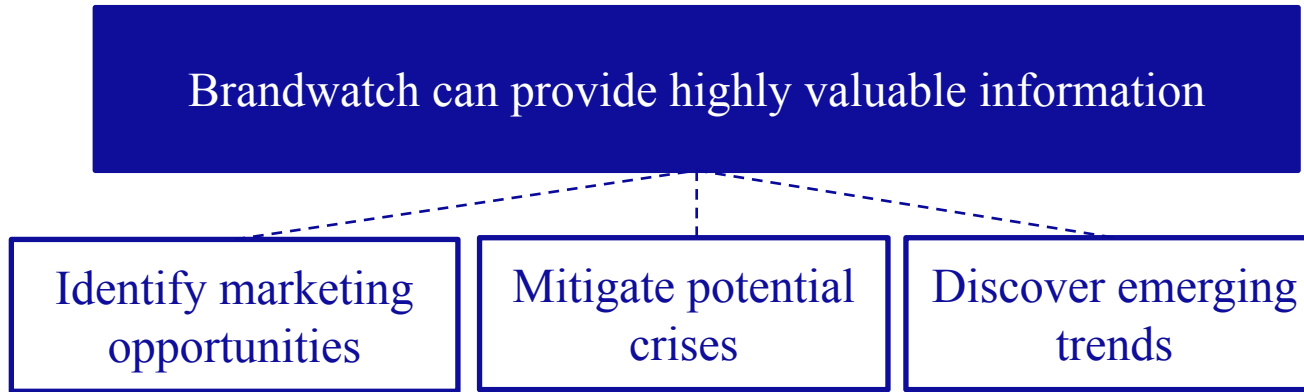 Brandwatch can provide highly valuable information
Identify marketing
opportunities
Mitigate potential
crises
Discover emerging
trends